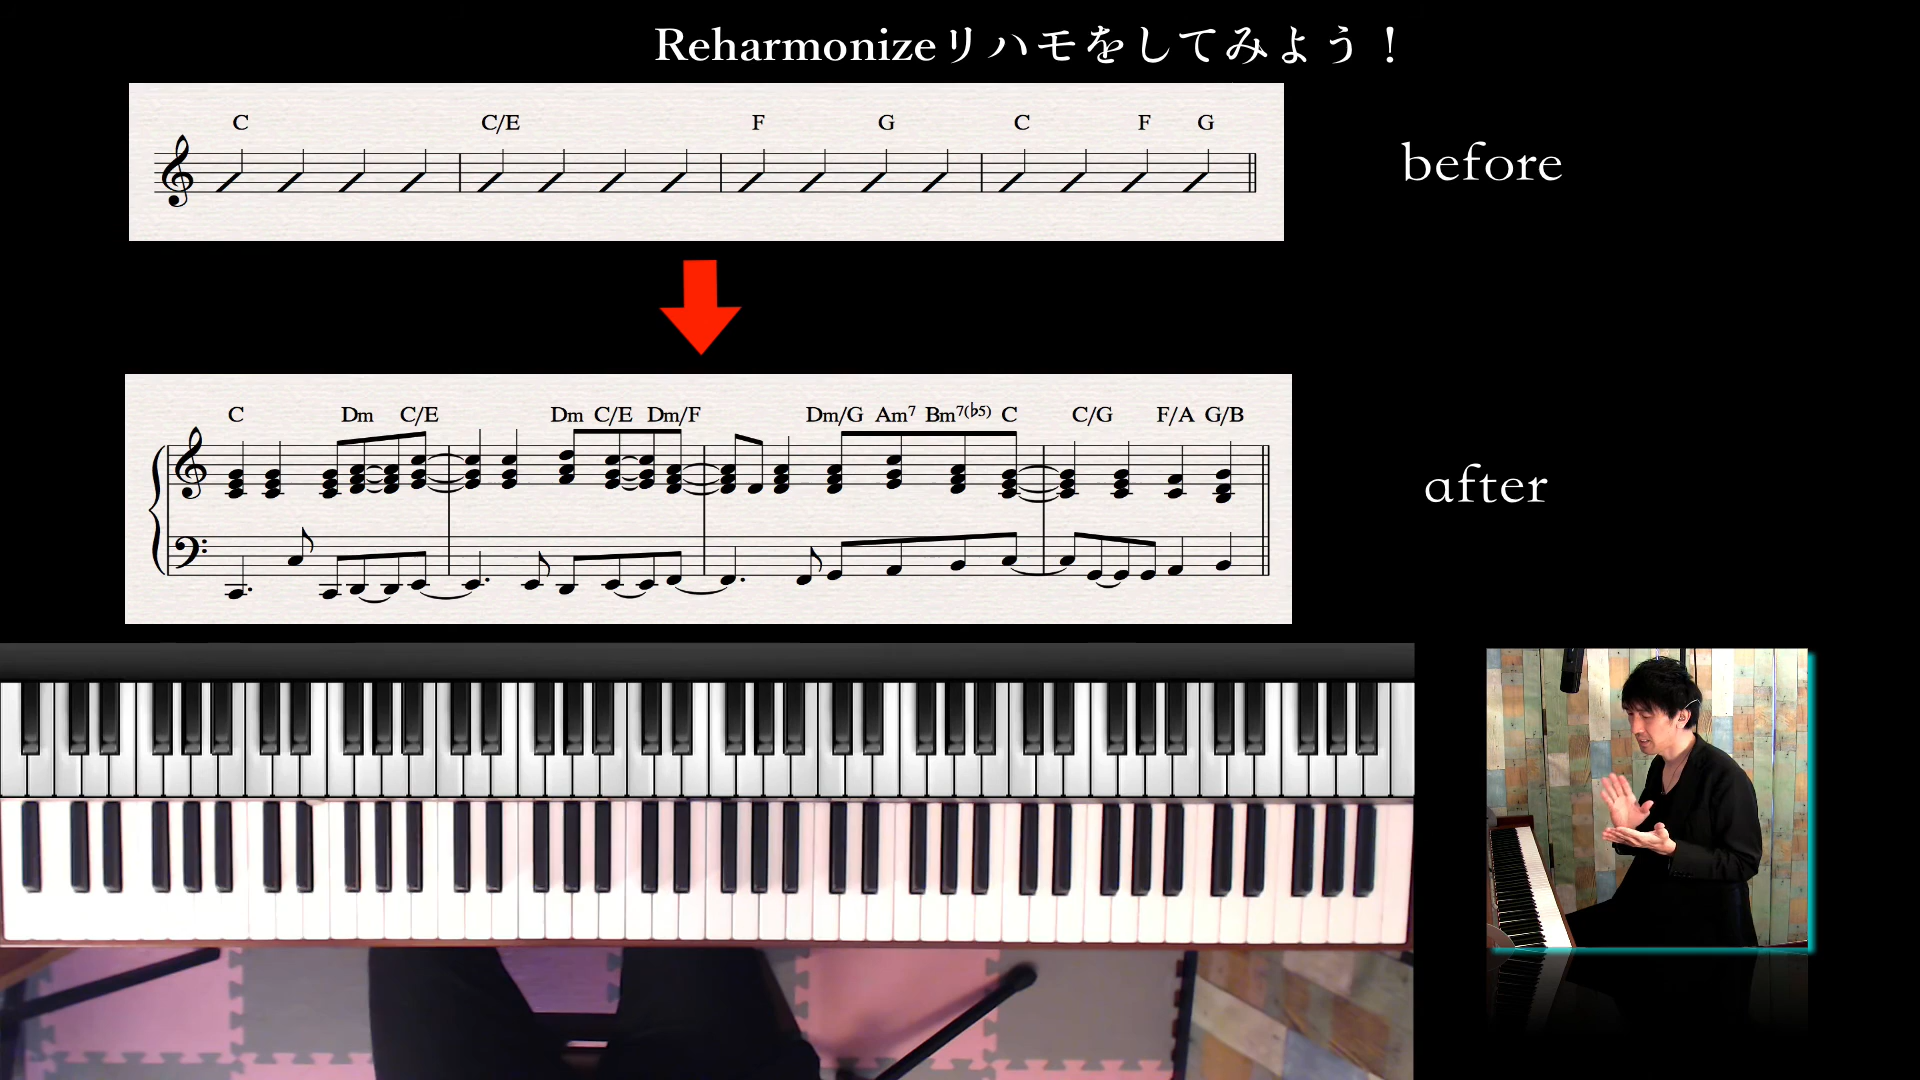 Reharmonizeリハモをしてみよう！
C C/E F G C F G
before
C Dm C/E Dm C/E Dm/F Dm/G Am7 Bm7(♭5) C C/G F/A G/B
after